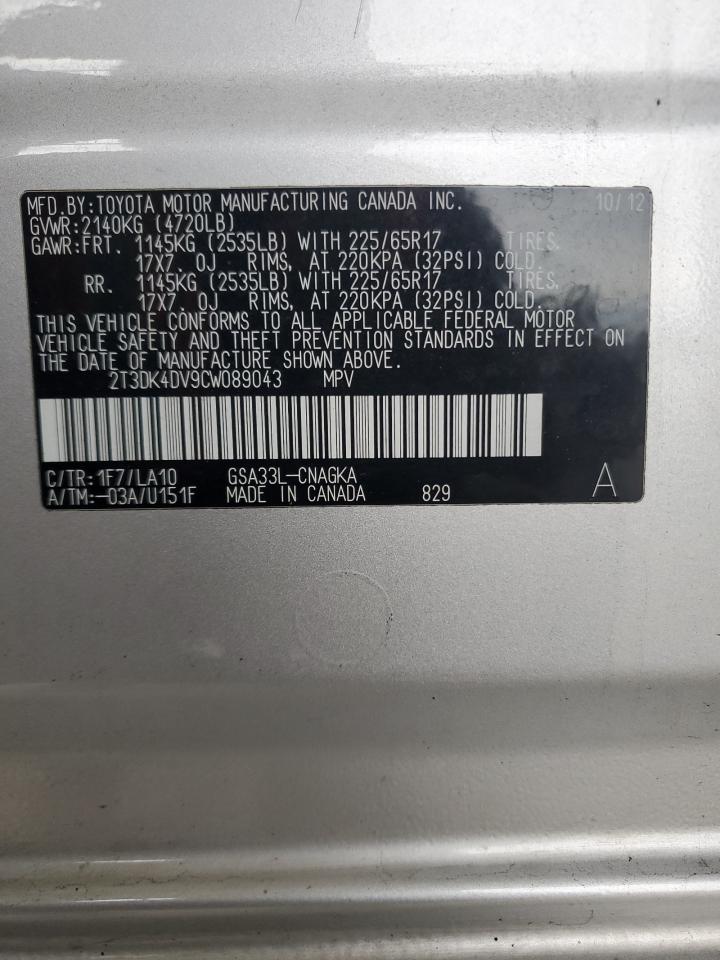 MFD.BY:TOYOTA MOTOR MANUFACTURING CANADA INC. 10/12
GVWR:2140KG (4720LB)
GAWR:FRT. 1145KG (2535LB) WITH 225/65R17 TIRES,
17X7. 0J RIMS, AT 220KPA (32PSI) COLD.
RR. 1145KG (2535LB) WITH 225/65R17 TIRES,
17X7. 0J RIMS, AT 220KPA (32PSI) COLD.
THIS VEHICLE CONFORMS TO ALL APPLICABLE FEDERAL MOTOR
VEHICLE SAFETY AND THEFT PREVENTION STANDARDS IN EFFECT ON
THE DATE OF MANUFACTURE SHOWN ABOVE.
2T3DK4DV9CW089043 MPV
C/TR:1F7/LA10 GSA33L-CNAGKA
A/TM:-03A/U151F MADE IN CANADA 829 A